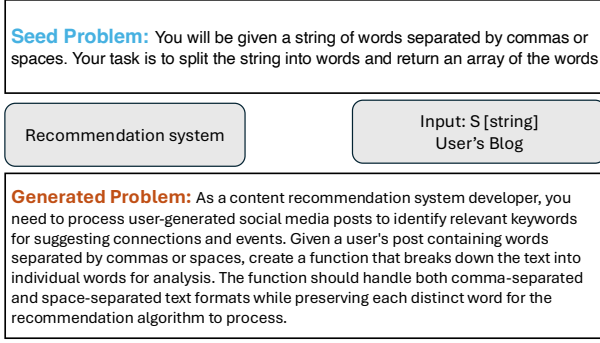 Seed Problem: You will be given a string of words separated by commas or
spaces. Your task is to split the string into words and return an array of the words
Recommendation system
Input: S [string]
User's Blog
Generated Problem: As a content recommendation system developer, you
need to process user-generated social media posts to identify relevant keywords
for suggesting connections and events. Given a user's post containing words
separated by commas or spaces, create a function that breaks down the text into
individual words for analysis. The function should handle both comma-separated
and space-separated text formats while preserving each distinct word for the
recommendation algorithm to process.